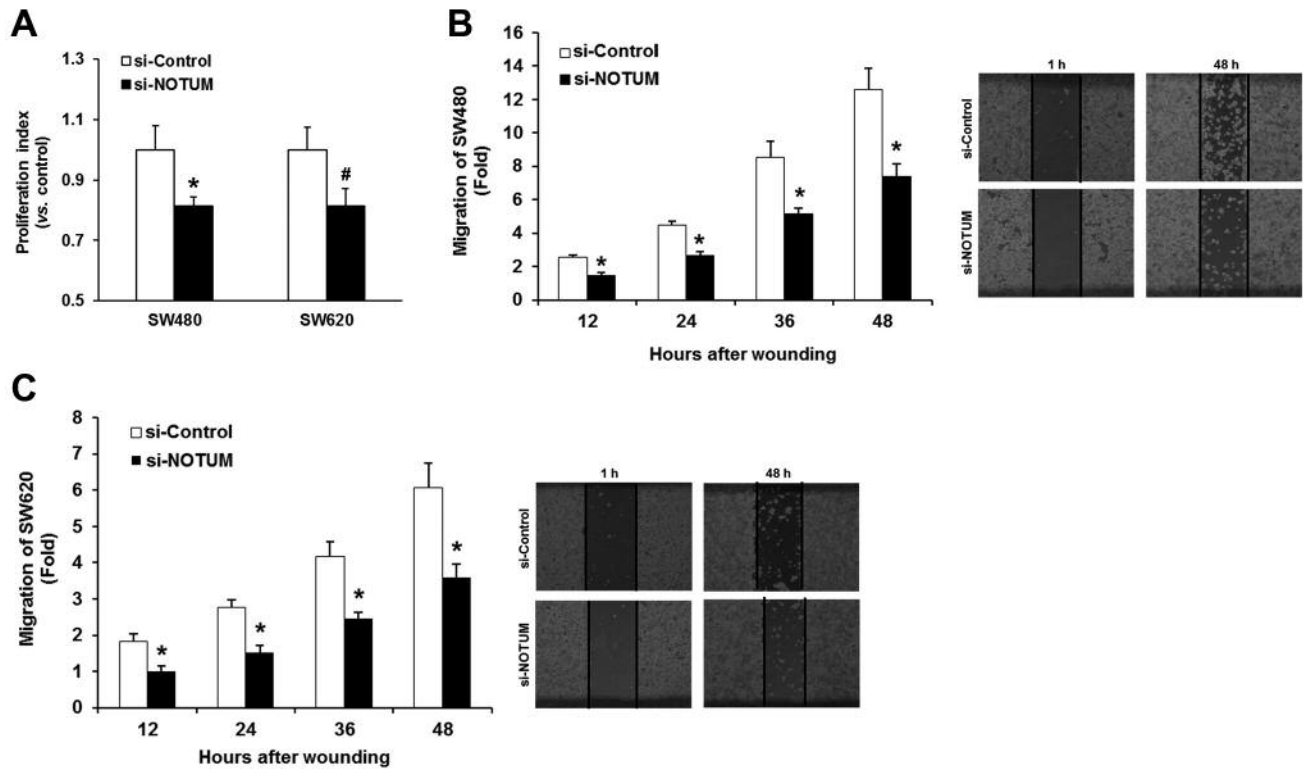 A
Proliferation index
(vs. control)
1.3
1.1
0.9
0.7
0.5
si-Control
si-NOTUM
*
#
SW480
SW620
B
Migration of SW480
(Fold)
16
14
12
10
8
6
4
2
0
si-Control
si-NOTUM
*
*
*
*
12
24
36
48
Hours after wounding
1 h
48 h
si-Control
si-NOTUM
C
Migration of SW620
(Fold)
8
7
6
5
4
3
2
1
0
si-Control
si-NOTUM
*
*
*
*
12
24
36
48
Hours after wounding
1 h
48 h
si-Control
si-NOTUM